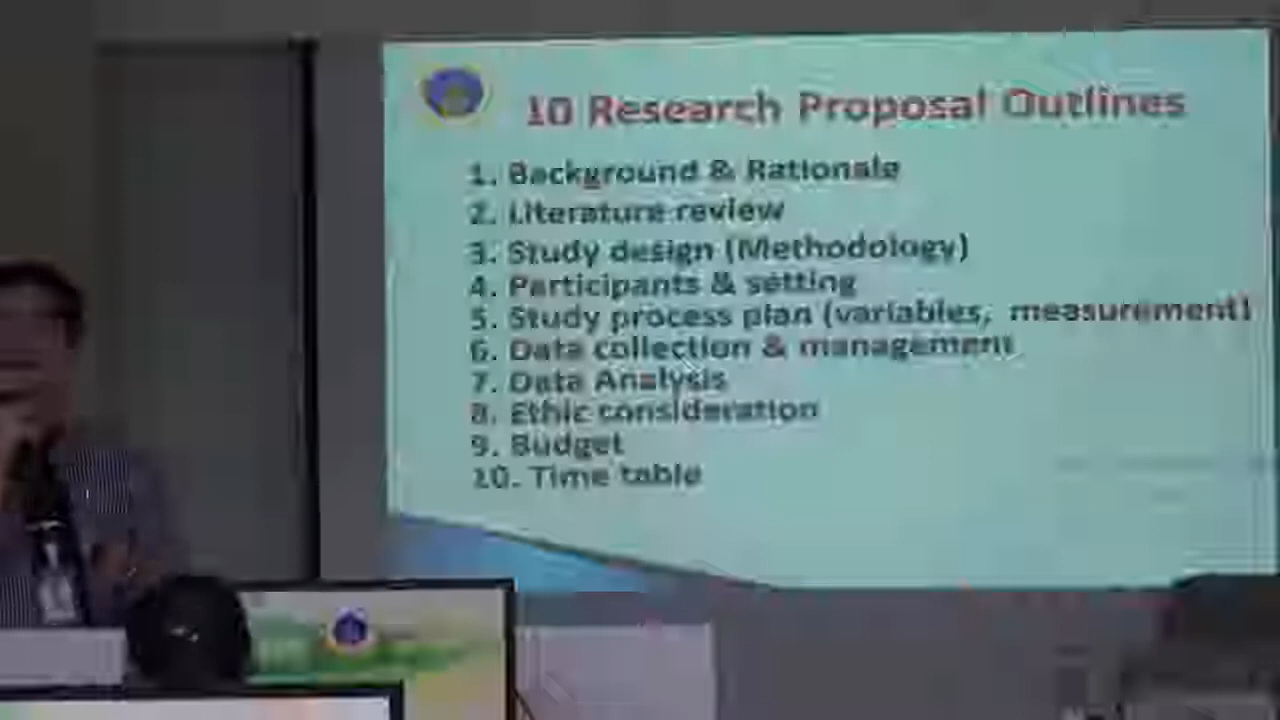 10 Research Proposal Outlines
1. Background & Rationale
2. Literature review
3. Study design (Methodology)
4. Participants & setting
5. Study process plan (variables, measurement)
6. Data collection & management
7. Data Analysis
8. Ethic consideration
9. Budget
10. Time table